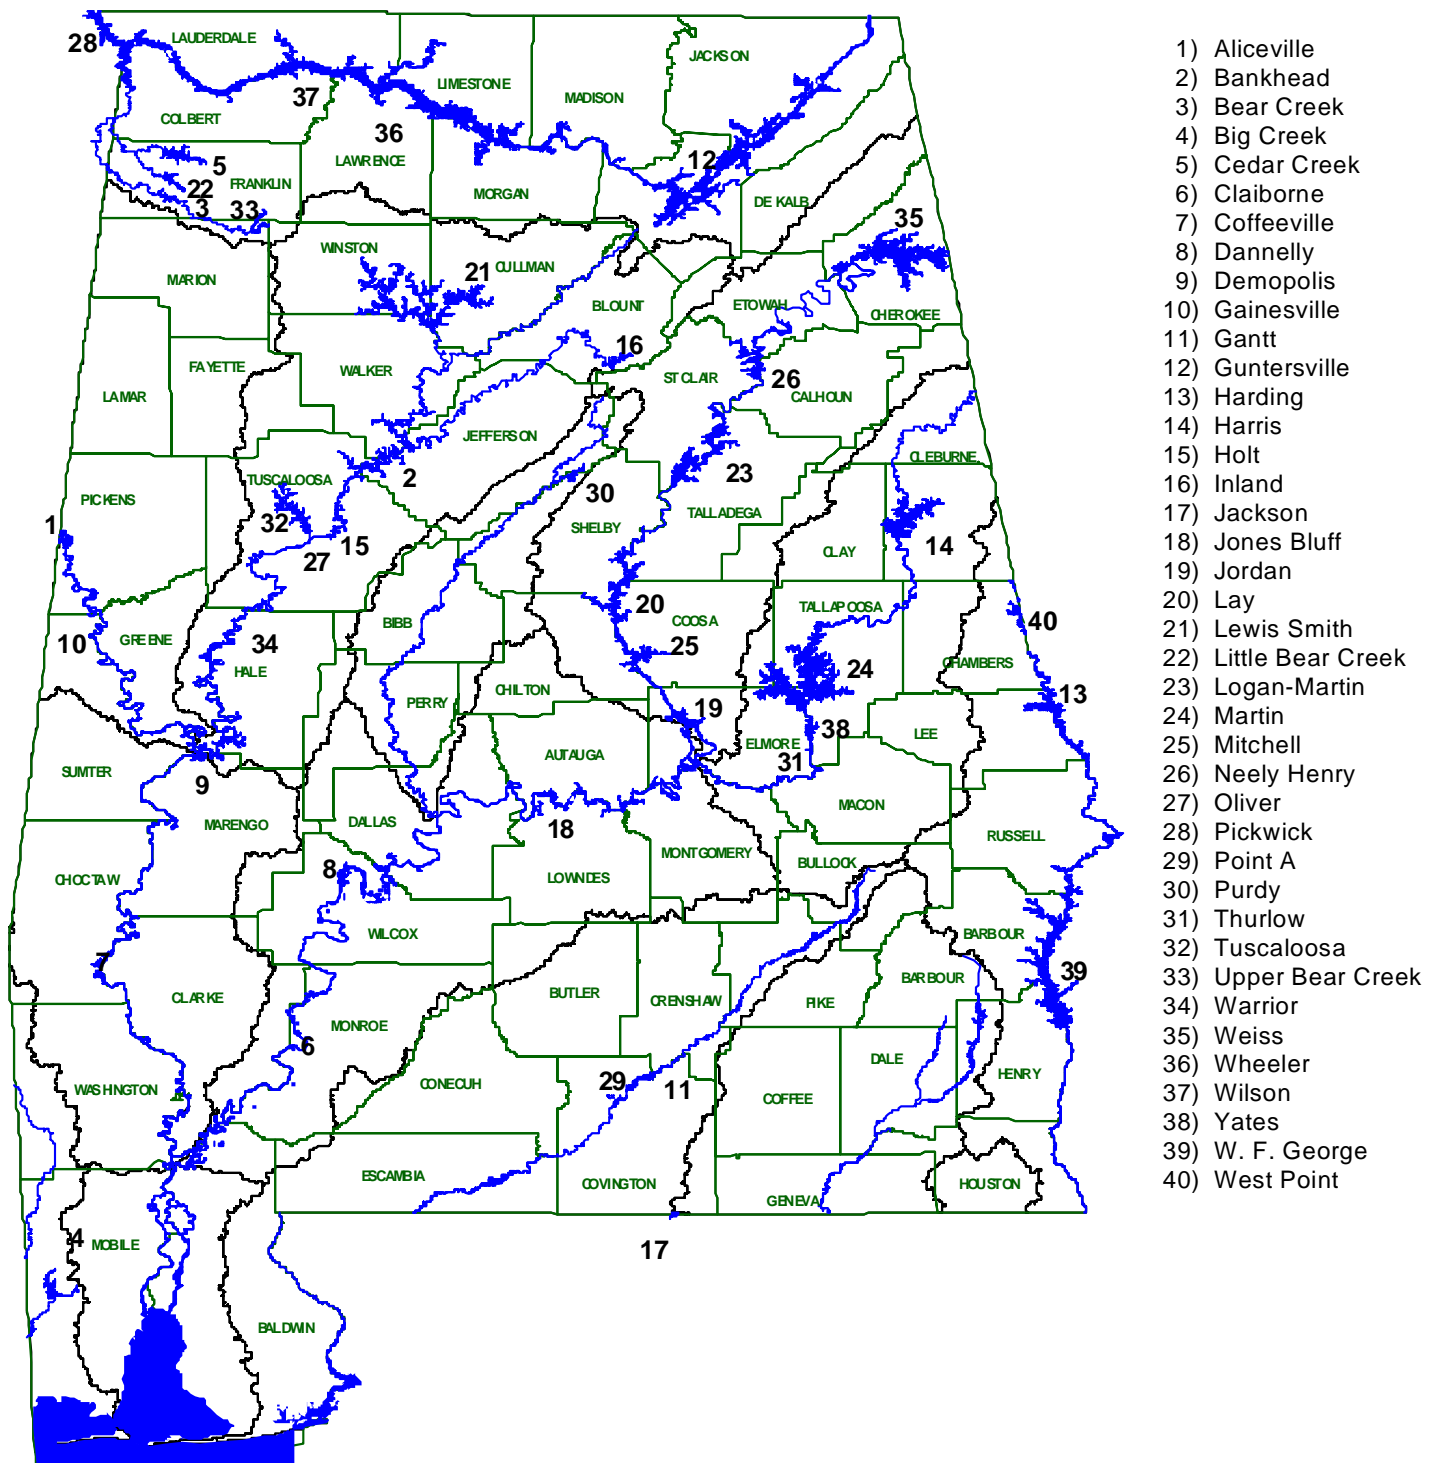 28
LAUDERDALE
JACKSON
LIMESTONE
MADISON
37
COLBERT
36
LAWRENCE
12
5
22
FRANKLIN
MORGAN
3
33
DE KALB
35
WINSTON
21
CULLMAN
MARION
BLOUNT
ETOWAH
CHEROKEE
16
FAYETTE
WALKER
ST CLAIR
26
LAMAR
CALHOUN
JEFFERSON
CLEBURNE
2
23
TUSCALOOSA
30
PICKENS
TALLADEGA
1
32
SHELBY
15
14
27
CLAY
20
TALLAPOOSA
COOSA
BIBB
40
10
GREENE
34
25
HALE
24
CHAMBERS
CHILTON
13
PERRY
19
38
LEE
ELMORE
AUTAUGA
31
SUMTER
9
MACON
DALLAS
MARENGO
18
RUSSELL
MONTGOMERY
BULLOCK
8
CHOCTAW
LOWNDES
WILCOX
BARBOUR
39
BARBOUR
CLARKE
BUTLER
CRENSHAW
PIKE
MONROE
6
DALE
HENRY
WASHINGTON
CONECUH
29
11
COFFEE
ESCAMBIA
COVINGTON
GENEVA
HOUSTON
4
MOBILE
17
BALDWIN
1) Aliceville
2) Bankhead
3) Bear Creek
4) Big Creek
5) Cedar Creek
6) Claiborne
7) Coffeeville
8) Dannelly
9) Demopolis
10) Gainesville
11) Gantt
12) Guntersville
13) Harding
14) Harris
15) Holt
16) Inland
17) Jackson
18) Jones Bluff
19) Jordan
20) Lay
21) Lewis Smith
22) Little Bear Creek
23) Logan-Martin
24) Martin
25) Mitchell
26) Neely Henry
27) Oliver
28) Pickwick
29) Point A
30) Purdy
31) Thurlow
32) Tuscaloosa
33) Upper Bear Creek
34) Warrior
35) Weiss
36) Wheeler
37) Wilson
38) Yates
39) W. F. George
40) West Point